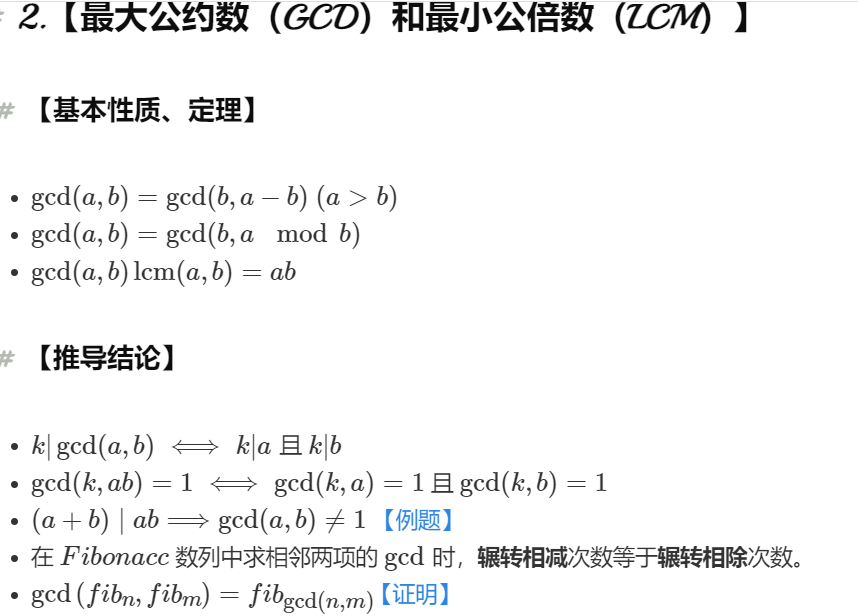 # 2.【最大公约数（GCD）和最小公倍数（LCM）】
# 【基本性质、定理】
• gcd(a, b) = gcd(b, a − b) (a > b)
• gcd(a, b) = gcd(b, a mod b)
• gcd(a, b) lcm(a, b) = ab
# 【推导结论】
• k| gcd(a, b) ⟺ k|a 且 k|b
• gcd(k, ab) = 1 ⟺ gcd(k, a) = 1 且 gcd(k, b) = 1
• (a + b) | ab ⟹ gcd(a, b) ≠ 1【例题】
• 在 Fibonacc 数列中求相邻两项的 gcd 时，辗转相减次数等于辗转相除次数。
• gcd (fib_n, fib_m) = fib_{gcd(n,m)}【证明】